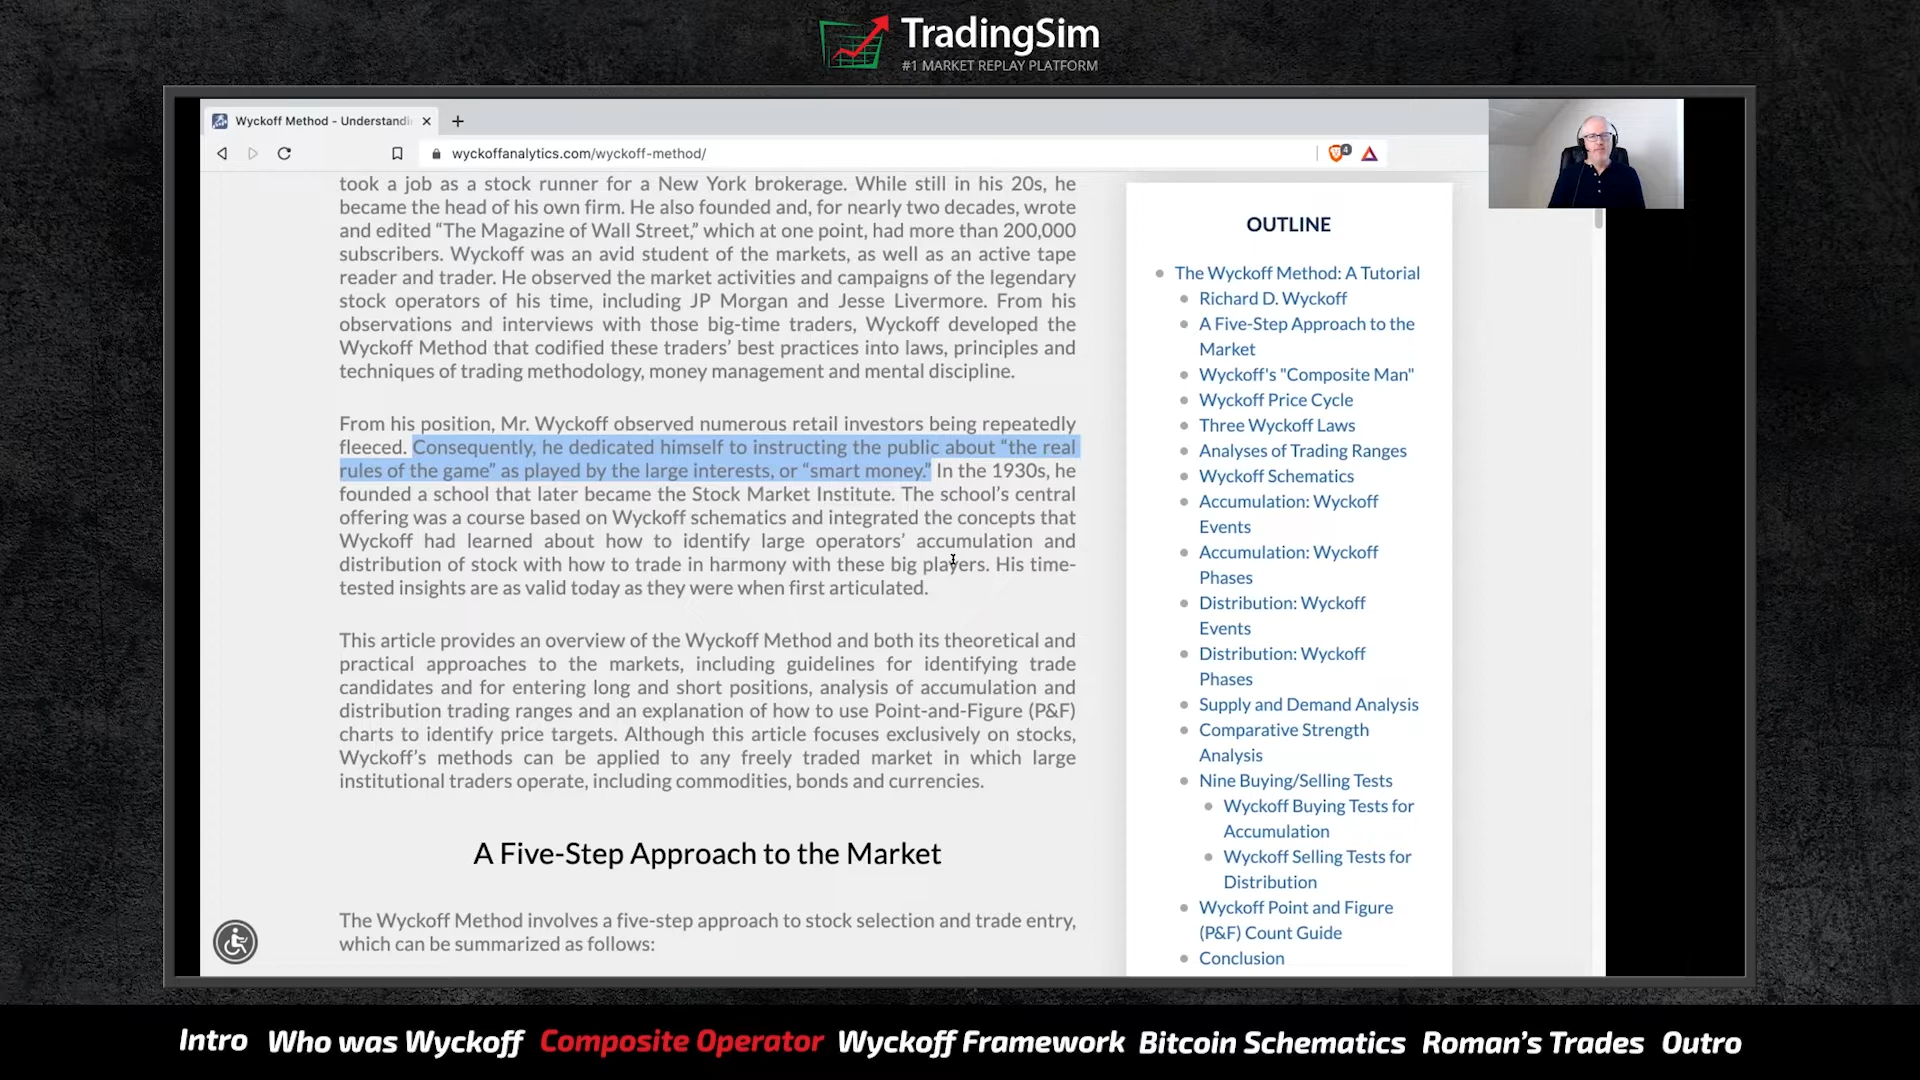 TradingSim
#1 MARKET REPLAY PLATFORM
Wyckoff Method - Understandi
wyckoffanalytics.com/wyckoff-method/
4
took a job as a stock runner for a New York brokerage. While still in his 20s, he
became the head of his own firm. He also founded and, for nearly two decades, wrote
and edited “The Magazine of Wall Street,” which at one point, had more than 200,000
subscribers. Wyckoff was an avid student of the markets, as well as an active tape
reader and trader. He observed the market activities and campaigns of the legendary
stock operators of his time, including JP Morgan and Jesse Livermore. From his
observations and interviews with those big-time traders, Wyckoff developed the
Wyckoff Method that codified these traders’ best practices into laws, principles and
techniques of trading methodology, money management and mental discipline.
From his position, Mr. Wyckoff observed numerous retail investors being repeatedly
fleeced. Consequently, he dedicated himself to instructing the public about “the real
rules of the game” as played by the large interests, or “smart money.” In the 1930s, he
founded a school that later became the Stock Market Institute. The school’s central
offering was a course based on Wyckoff schematics and integrated the concepts that
Wyckoff had learned about how to identify large operators’ accumulation and
distribution of stock with how to trade in harmony with these big players. His time-
tested insights are as valid today as they were when first articulated.
This article provides an overview of the Wyckoff Method and both its theoretical and
practical approaches to the markets, including guidelines for identifying trade
candidates and for entering long and short positions, analysis of accumulation and
distribution trading ranges and an explanation of how to use Point-and-Figure (P&F)
charts to identify price targets. Although this article focuses exclusively on stocks,
Wyckoff’s methods can be applied to any freely traded market in which large
institutional traders operate, including commodities, bonds and currencies.
A Five-Step Approach to the Market
The Wyckoff Method involves a five-step approach to stock selection and trade entry,
which can be summarized as follows:
OUTLINE
The Wyckoff Method: A Tutorial
Richard D. Wyckoff
A Five-Step Approach to the
Market
Wyckoff's "Composite Man"
Wyckoff Price Cycle
Three Wyckoff Laws
Analyses of Trading Ranges
Wyckoff Schematics
Accumulation: Wyckoff
Events
Accumulation: Wyckoff
Phases
Distribution: Wyckoff
Events
Distribution: Wyckoff
Phases
Supply and Demand Analysis
Comparative Strength
Analysis
Nine Buying/Selling Tests
Wyckoff Buying Tests for
Accumulation
Wyckoff Selling Tests for
Distribution
Wyckoff Point and Figure
(P&F) Count Guide
Conclusion
Intro Who was Wyckoff Composite Operator Wyckoff Framework Bitcoin Schematics Roman's Trades Outro